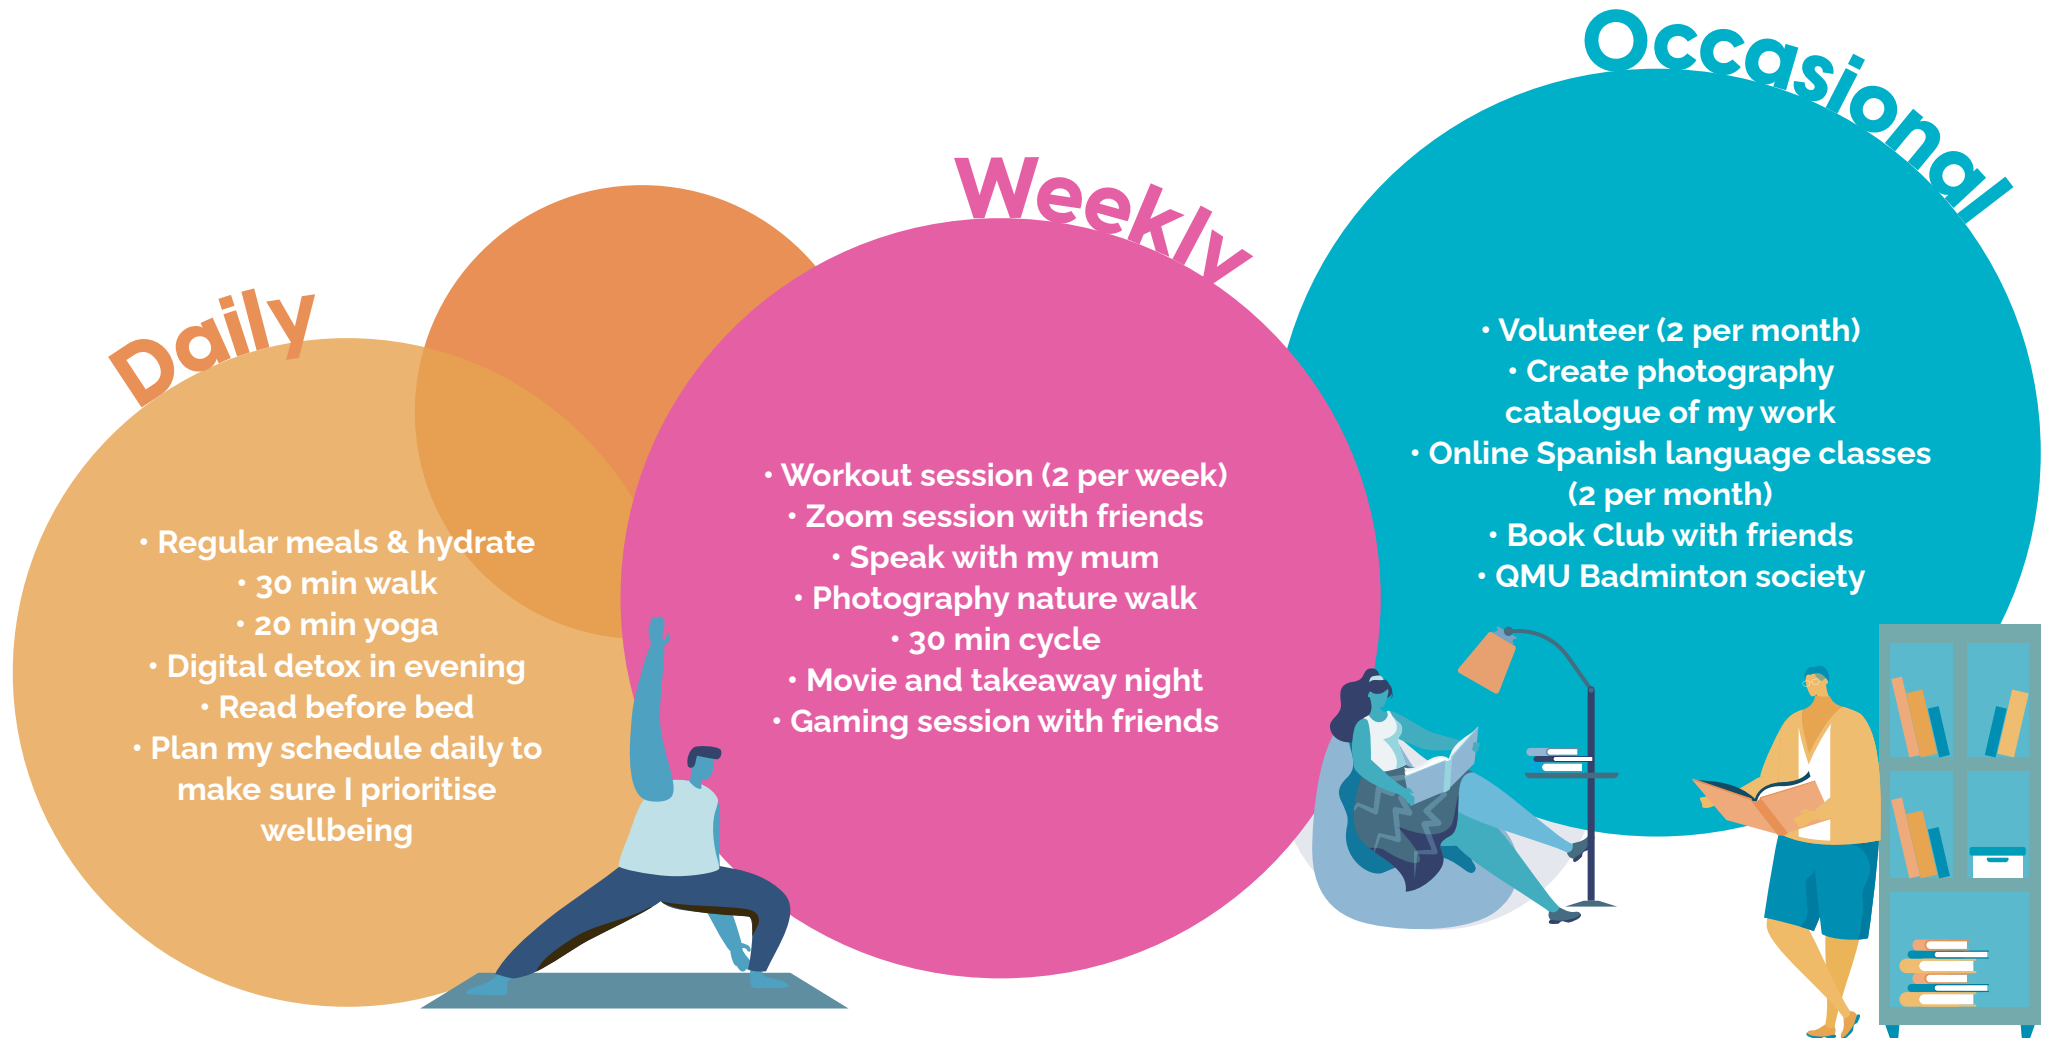 Daily
• Regular meals & hydrate
• 30 min walk
• 20 min yoga
• Digital detox in evening
• Read before bed
• Plan my schedule daily to
make sure I prioritise
wellbeing
Weekly
• Workout session (2 per week)
• Zoom session with friends
• Speak with my mum
• Photography nature walk
• 30 min cycle
• Movie and takeaway night
• Gaming session with friends
Occasional
• Volunteer (2 per month)
• Create photography
catalogue of my work
• Online Spanish language classes
(2 per month)
• Book Club with friends
• QMU Badminton society